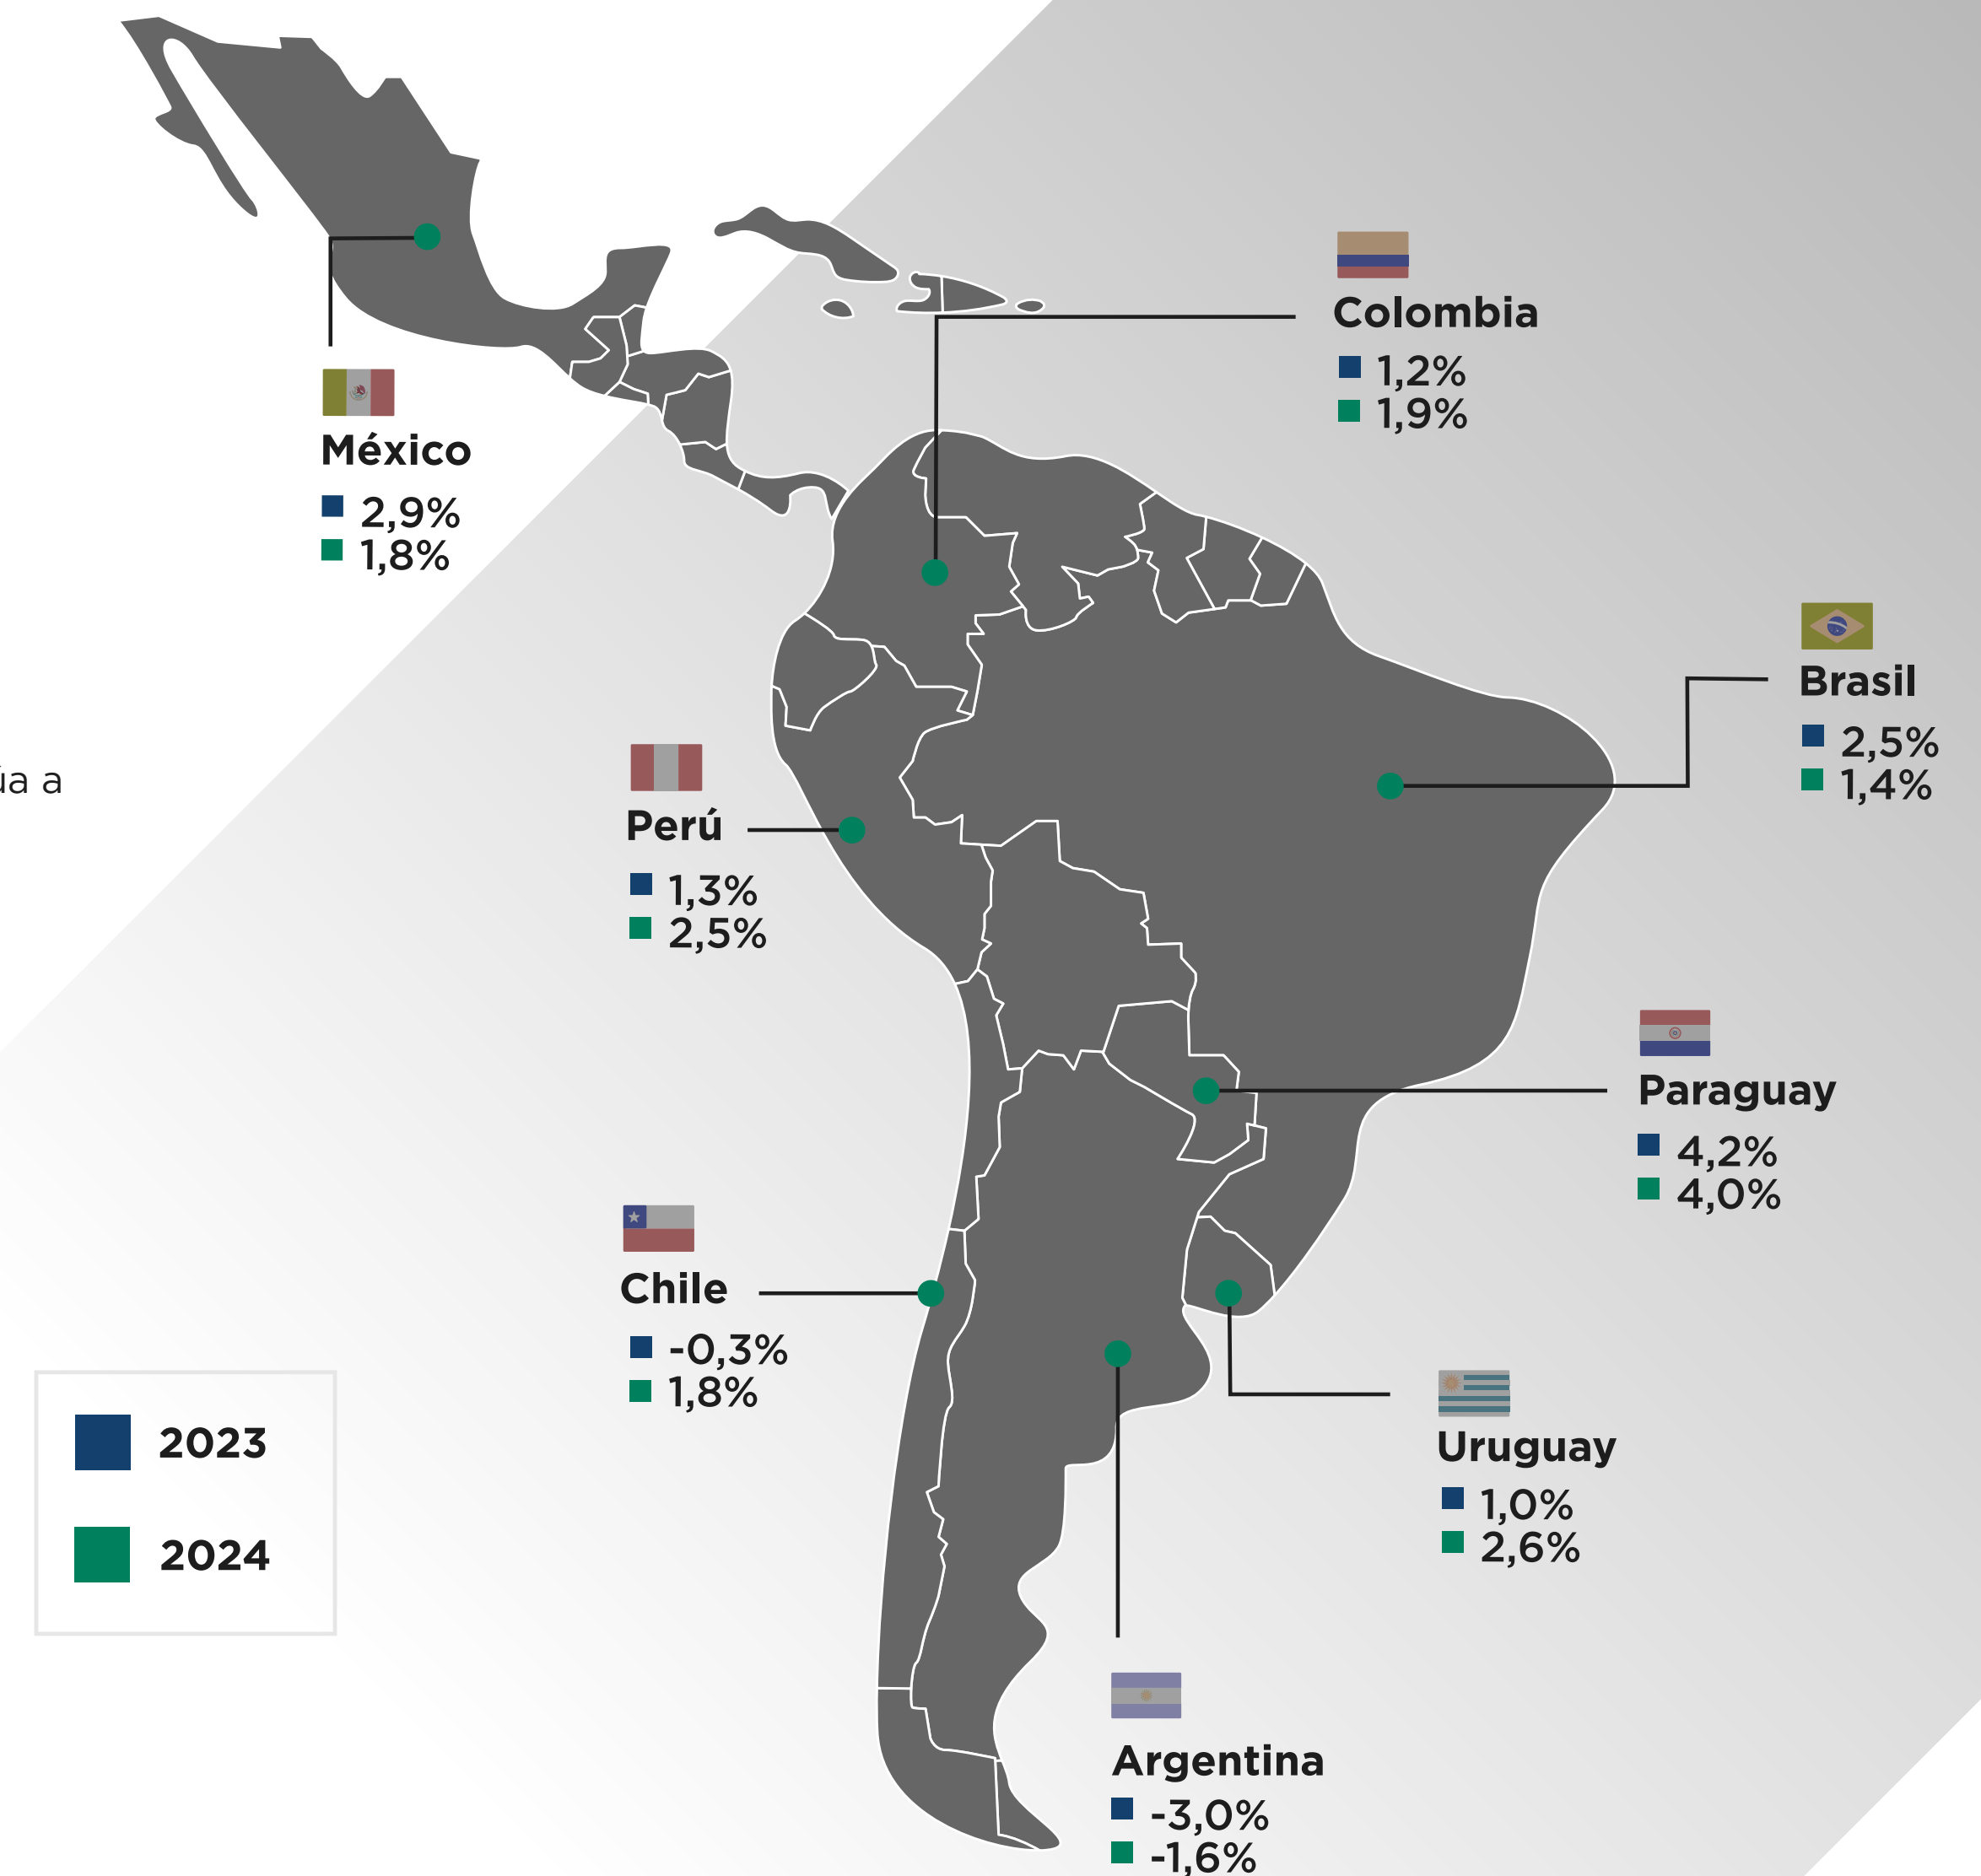 Colombia
1,2%
1,9%
México
2,9%
1,8%
Brasil
2,5%
1,4%
a
Perú
1,3%
2,5%
Paraguay
4,2%
4,0%
Chile
-0,3%
1,8%
2023
2024
Uruguay
1,0%
2,6%
Argentina
-3,0%
-1,6%